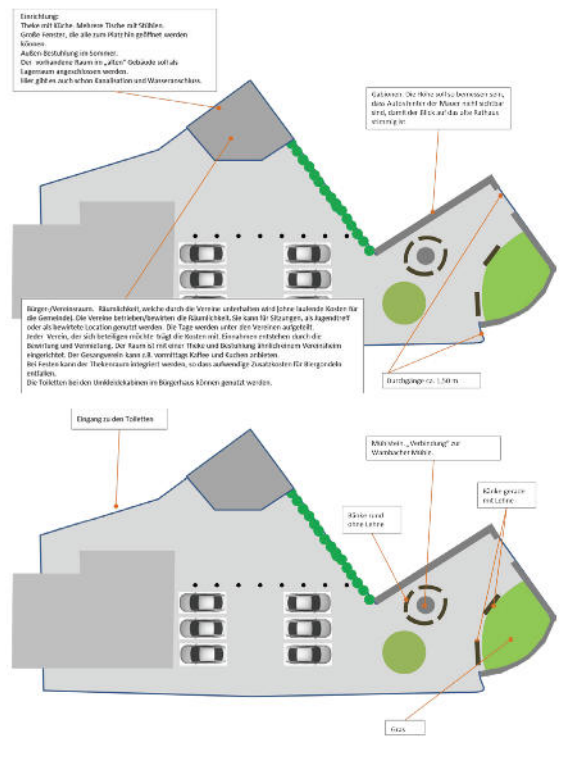 Einrichtung:
Theke mit Küche. Mehrere Tische mit Stühlen.
Große Fenster, die alle zum Platz hin geöffnet werden
können.
Außen-Bestuhlung im Sommer.
Der vorhandene Raum im „alten“ Gebäude soll als
Lagerraum angeschlossen werden.
Hier gibt es auch schon Kanalisation und Wasseranschluss.
Gabionen. Die Höhe soll so bemessen sein,
dass Autos hinter der Mauer nicht sichtbar
sind, damit der Blick auf das alte Rathaus
stimmig ist
Bürger-/Vereinsraum. Räumlichkeit, welche durch die Vereine unterhalten wird (ohne laufende Kosten für
die Gemeinde). Die Vereine betreiben/bewirten die Räumlichkeit. Sie kann für Sitzungen, als Jugendtreff
oder als bewirtete Location genutzt werden. Die Tage werden unter den Vereinen aufgeteilt.
Jeder Verein, der sich beteiligen möchte trägt die Kosten mit. Einnahmen entstehen durch die
Bewirtung und Vermietung. Der Raum ist mit einer Theke und Bestuhlung ähnlich einem Vereinsheim
eingerichtet. Der Gesangverein kann z.B. vormittags Kaffee und Kuchen anbieten.
Bei Festen kann der Thekenraum integriert werden, so dass aufwendige Zusatzkosten für Biergondeln
entfallen.
Die Toiletten bei den Umkleidekabinen im Bürgerhaus können genutzt werden.
Durchgänge ca. 1,50 m
Eingang zu den Toiletten
Mühlstein. „Verbindung“ zur
Wambacher Mühle.
Bänke gerade
mit Lehne
Bänke rund
ohne Lehne
Gras